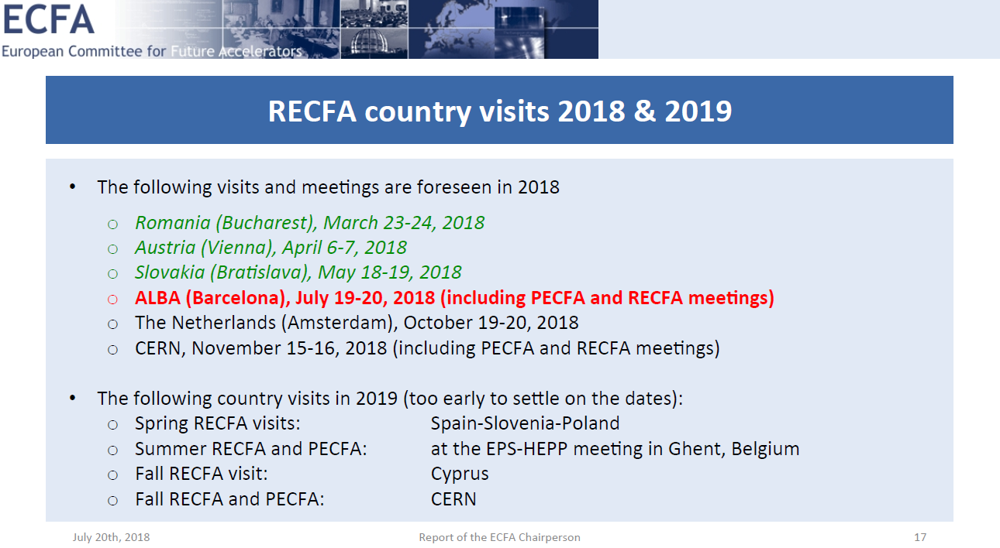 ECFA
European Committee for Future Accelerators
RECFA country visits 2018 & 2019
• The following visits and meetings are foreseen in 2018
o Romania (Bucharest), March 23-24, 2018
o Austria (Vienna), April 6-7, 2018
o Slovakia (Bratislava), May 18-19, 2018
o ALBA (Barcelona), July 19-20, 2018 (including PECFA and RECFA meetings)
o The Netherlands (Amsterdam), October 19-20, 2018
o CERN, November 15-16, 2018 (including PECFA and RECFA meetings)
• The following country visits in 2019 (too early to settle on the dates):
o Spring RECFA visits: Spain-Slovenia-Poland
o Summer RECFA and PECFA: at the EPS-HEPP meeting in Ghent, Belgium
o Fall RECFA visit: Cyprus
o Fall RECFA and PECFA: CERN
July 20th, 2018 Report of the ECFA Chairperson 17